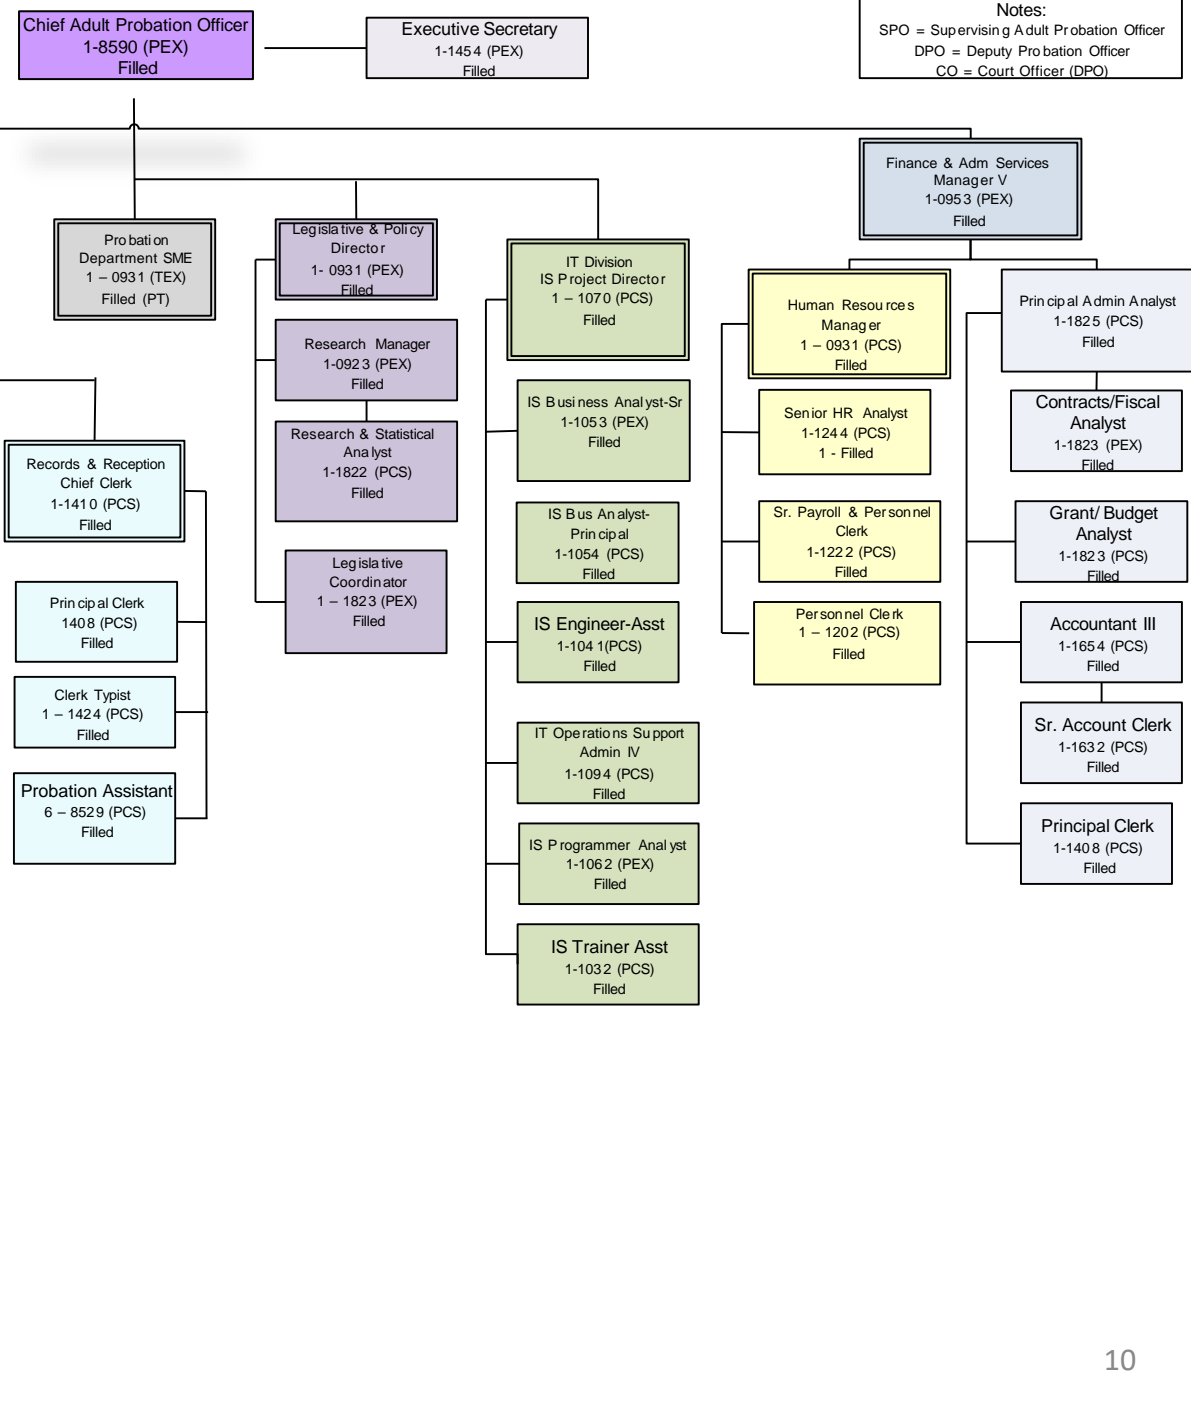 Chief Adult Probation Officer
1-8590 (PEX)
Filled
Executive Secretary
1-1454 (PEX)
Filled
Notes:
SPO = Supervising Adult Probation Officer
DPO = Deputy Probation Officer
CO = Court Officer (DPO)
Finance & Adm Services
Manager V
1-0953 (PEX)
Filled
Probation
Department SME
1 – 0931 (TEX)
Filled (PT)
Legislative & Policy
Director
1- 0931 (PEX)
Filled
IT Division
IS Project Director
1 – 1070 (PCS)
Filled
Human Resources
Manager
1 – 0931 (PCS)
Filled
Principal Admin Analyst
1-1825 (PCS)
Filled
Research Manager
1-0923 (PEX)
Filled
IS Business Analyst-Sr
1-1053 (PEX)
Filled
Senior HR Analyst
1-1244 (PCS)
1 - Filled
Contracts/Fiscal
Analyst
1-1823 (PEX)
Filled
Records & Reception
Chief Clerk
1-1410 (PCS)
Filled
Research & Statistical
Analyst
1-1822 (PCS)
Filled
IS Bus Analyst-
Principal
1-1054 (PCS)
Filled
Sr. Payroll & Personnel
Clerk
1-1222 (PCS)
Filled
Grant/ Budget
Analyst
1-1823 (PCS)
Filled
Principal Clerk
1408 (PCS)
Filled
Legislative
Coordinator
1 – 1823 (PEX)
Filled
IS Engineer-Asst
1-1041(PCS)
Filled
Personnel Clerk
1 – 1202 (PCS)
Filled
Accountant III
1-1654 (PCS)
Filled
Clerk Typist
1 – 1424 (PCS)
Filled
IT Operations Support
Admin IV
1-1094 (PCS)
Filled
Sr. Account Clerk
1-1632 (PCS)
Filled
Probation Assistant
6 – 8529 (PCS)
Filled
IS Programmer Analyst
1-1062 (PEX)
Filled
Principal Clerk
1-1408 (PCS)
Filled
IS Trainer Asst
1-1032 (PCS)
Filled
10